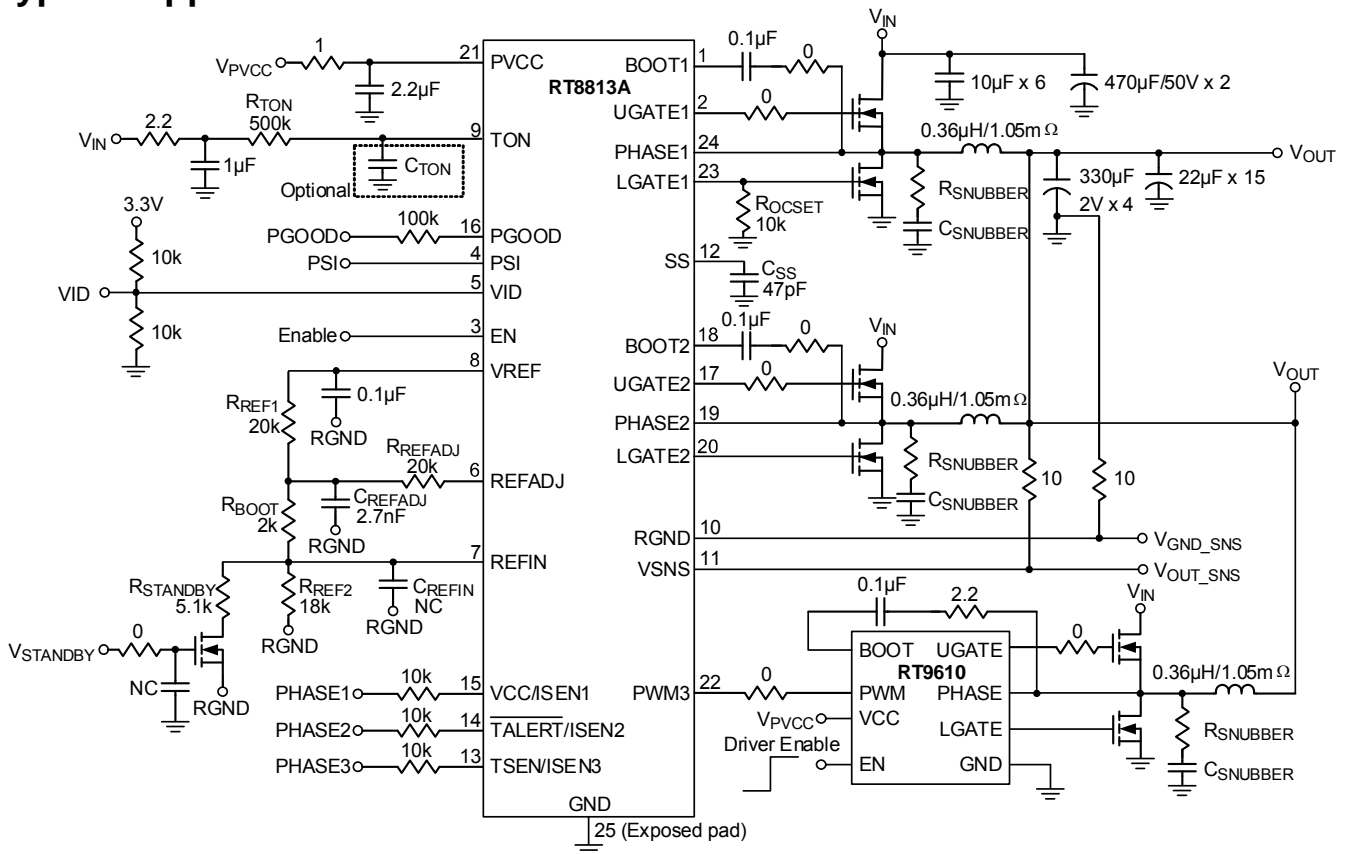 V_IN
0.1µF
0
1
21
PVCC
RT8813A
BOOT1
1
V_PVCC
2.2µF
10µF x 6
470µF/50V x 2
UGATE1
2
0
R_TON
500k
2.2
V_IN
9
TON
0.36µH/1.05mΩ
PHASE1
24
V_OUT
1µF
C_TON
Optional
LGATE1
23
R_OCSET
10k
R_SNUBBER
C_SNUBBER
330µF
2V x 4
22µF x 15
3.3V
10k
100k
PGOOD
16
PGOOD
PSI
4
PSI
SS
12
C_SS
47pF
VID
5
VID
10k
0.1µF
0
V_IN
Enable
3
EN
BOOT2
18
8
VREF
UGATE2
17
0
V_OUT
0.1µF
RGND
R_REF1
20k
0.36µH/1.05mΩ
PHASE2
19
R_REFADJ
20k
6
REFADJ
LGATE2
20
R_SNUBBER
C_SNUBBER
10
10
C_REFADJ
2.7nF
RGND
R_BOOT
2k
RGND
10
V_GND_SNS
7
REFIN
VSNS
11
V_OUT_SNS
R_STANDBY
5.1k
R_REF2
18k
RGND
C_REFIN
NC
RGND
0.1µF
2.2
V_IN
V_STANDBY
0
NC
RGND
BOOT
UGATE
0
RT9610
0.36µH/1.05mΩ
PHASE1
10k
15
VCC/ISEN1
PWM3
22
0
PWM
PHASE
PHASE2
10k
14
TALERT/ISEN2
V_PVCC
VCC
LGATE
R_SNUBBER
C_SNUBBER
Driver Enable
PHASE3
10k
13
TSEN/ISEN3
EN
GND
GND
25 (Exposed pad)